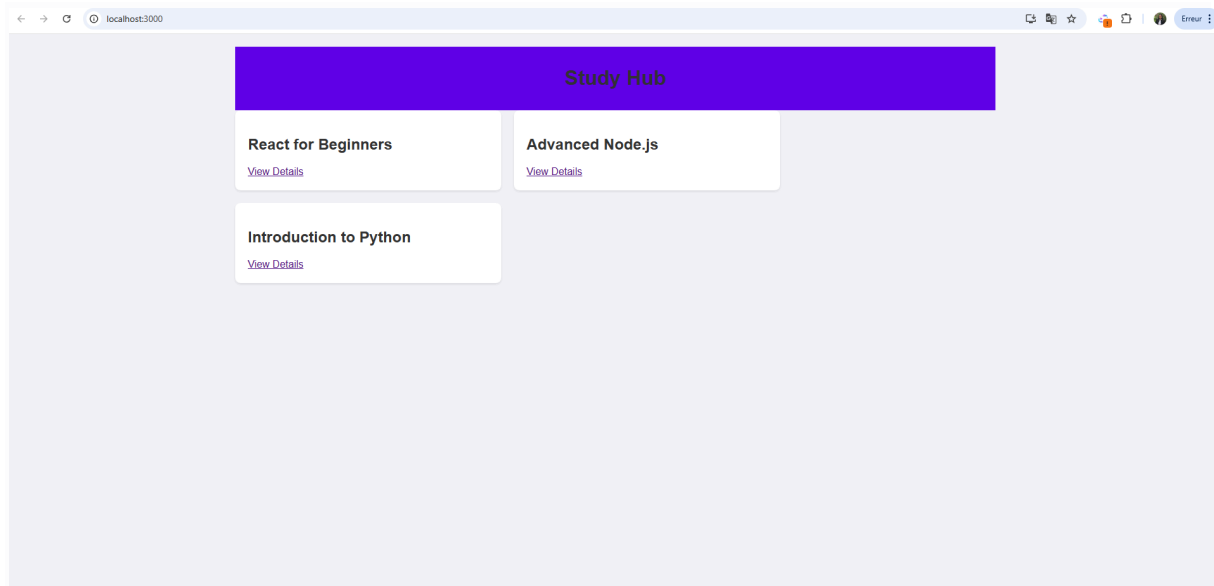 localhost:3000
Erreur
Study Hub
React for Beginners
View Details
Advanced Node.js
View Details
Introduction to Python
View Details